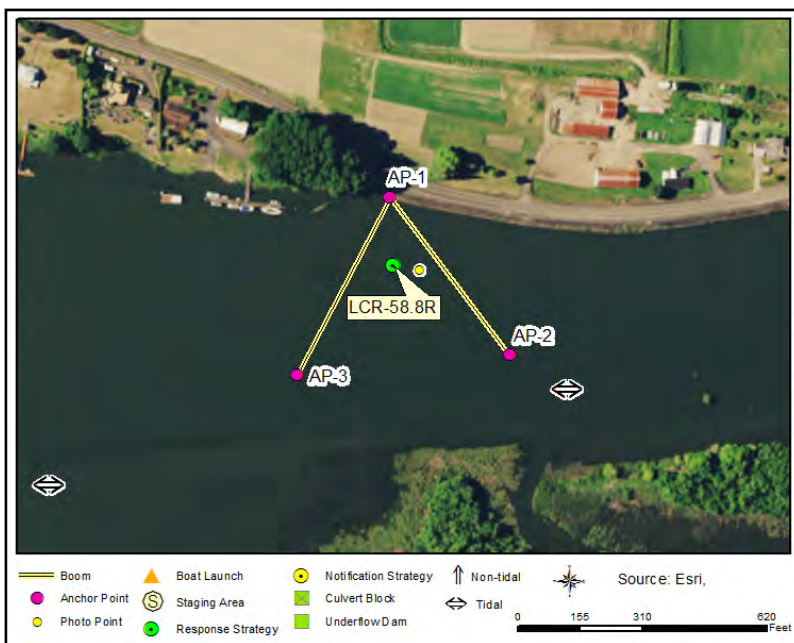 AP-1
LCR-58.8R
AP-2
AP-3
Boom
Boat Launch
Notification Strategy
Non-tidal
Source: Esri,
Anchor Point
S
Staging Area
Culvert Block
Tidal
Photo Point
Response Strategy
Underflow Dam
0 155 310 620
Feet